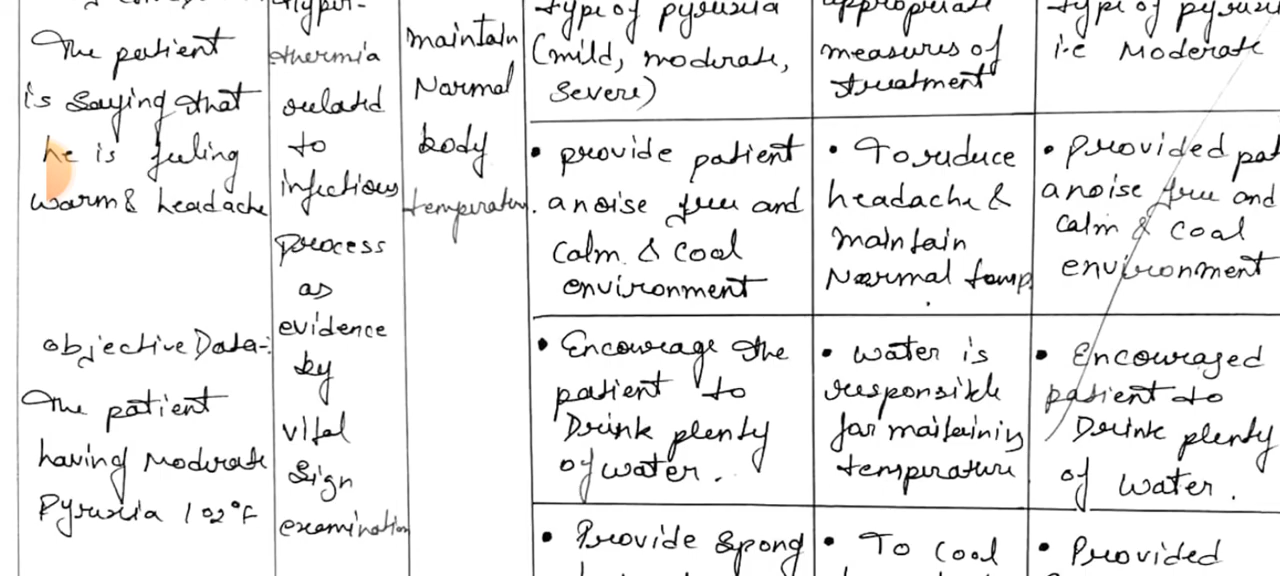 The patient
is saying that
he is feeling
warm & headache
objective Data:-
The patient
having Moderate
Pyrexia 102°F
Hyper-
thermia
related
to
infectious
process
as
evidence
by
vital
Sign
examination
maintain
Normal
body
temperature.
type of pyrexia
(mild, moderate,
severe)
• provide patient
a noise free and
Calm & Cool
environment
• Encourage the
patient to
Drink plenty
of water.
• Provide Spong
appropriate
measures of
treatment
• To reduce
headache &
maintain
Normal temp.
• water is
responsible
for maitaining
temperature
• To Cool
type of pyrexia
i.e Moderate
• Provided pat
a noise free and
Calm & Cool
environment
• Encouraged
patient to
Drink plenty
of water.
• Provided